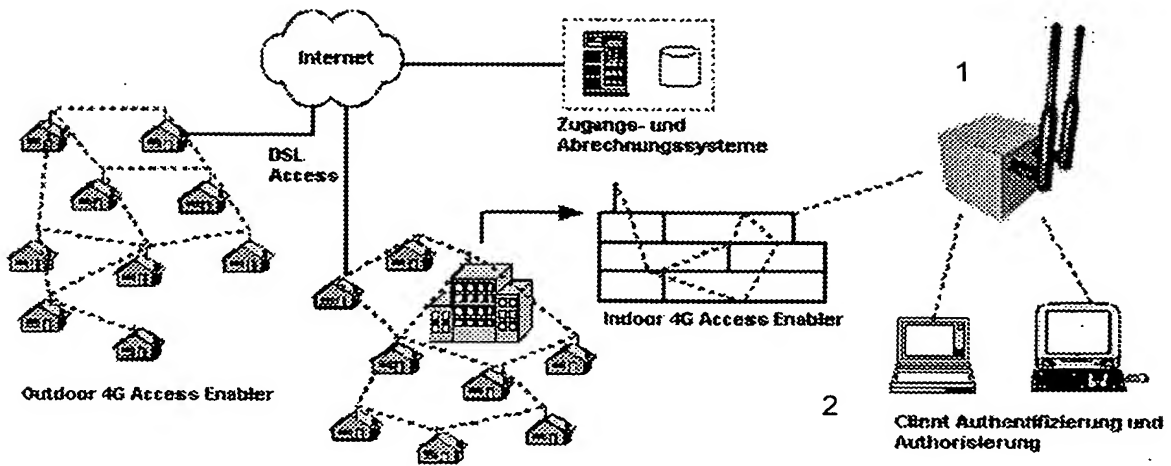 Internet
1
Zugangs- und
Abrechnungssysteme
DSL
Access
Indoor 4G Access Enabler
Outdoor 4G Access Enabler
2
Client Authentifizierung und
Authorisierung